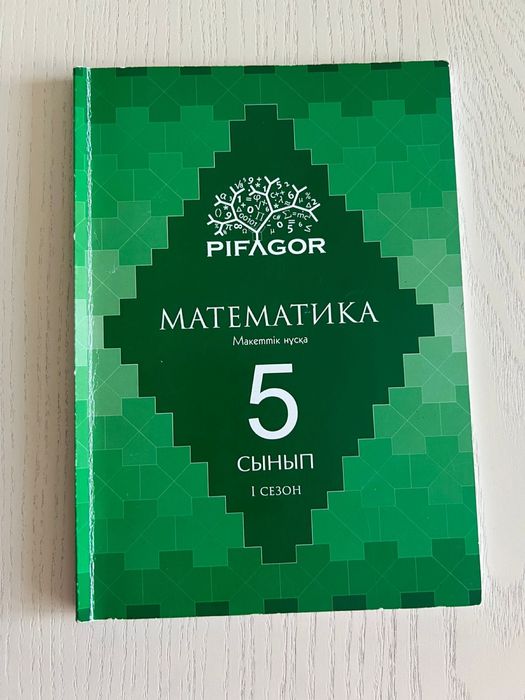 PIFAGOR
МАТЕМАТИКА
Макеттік нұсқа
5
СЫНЫП
I СЕЗОН